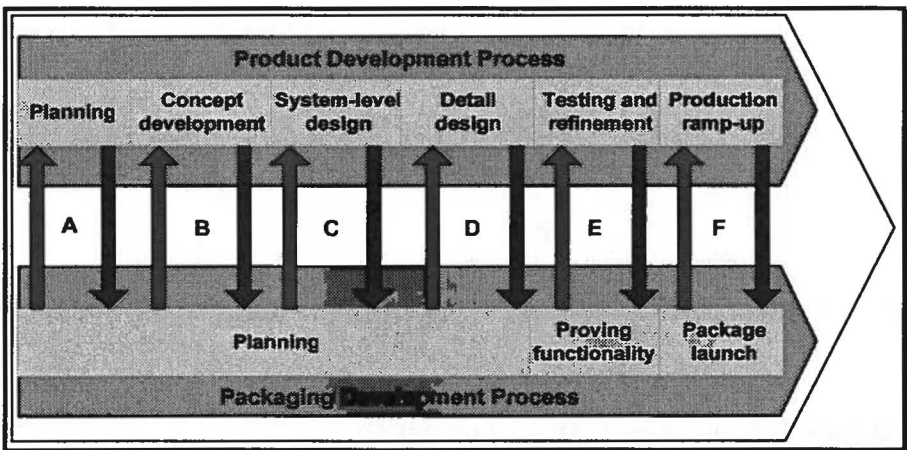 Product Development Process
Planning
Concept
development
System-level
design
Detail
design
Testing and
refinement
Production
ramp-up
A
B
C
D
E
F
Planning
Proving
functionality
Package
launch
Packaging Development Process